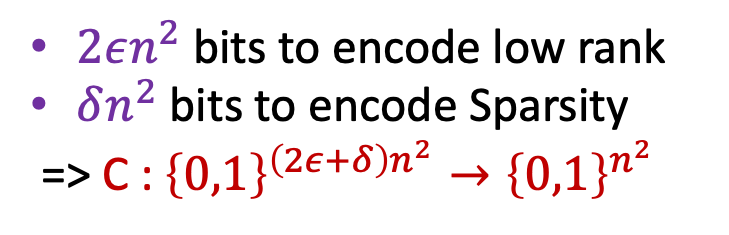 • 2ϵn² bits to encode low rank
• δn² bits to encode Sparsity
=> C : {0,1}^{(2ϵ+δ)n²} → {0,1}^{n²}